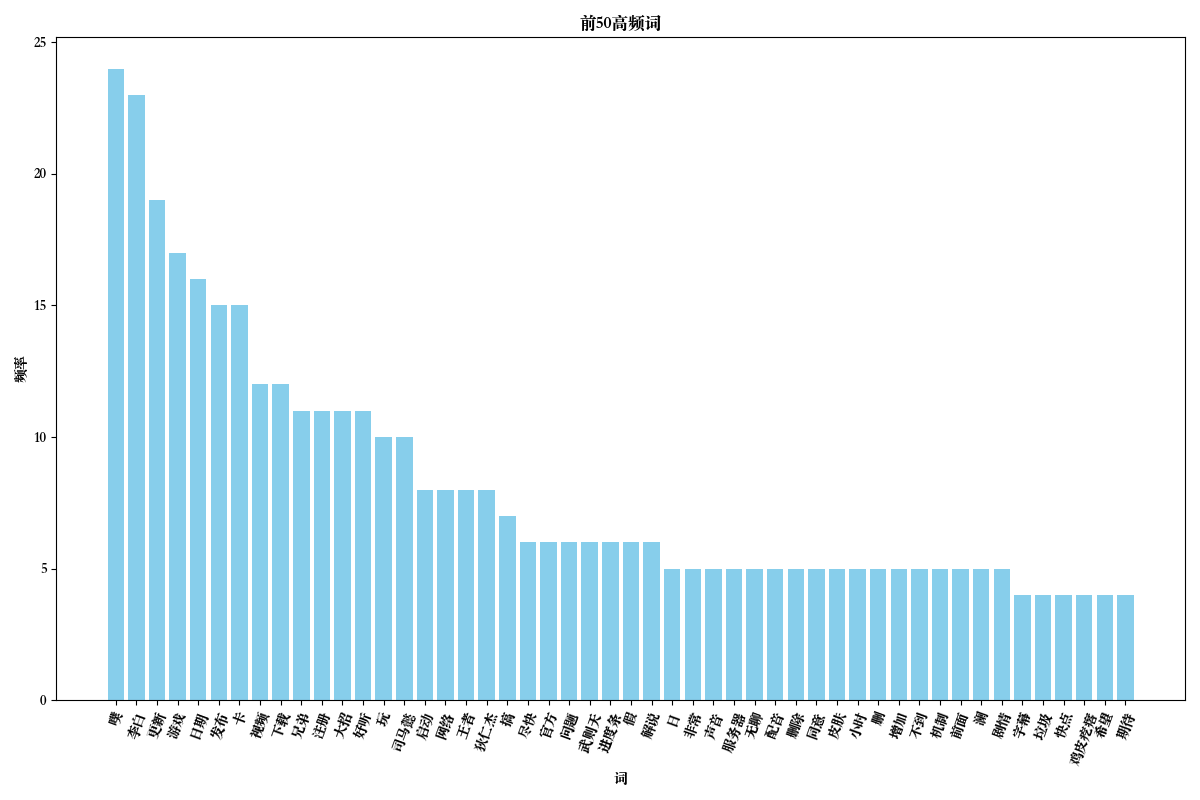 前50高频词
频率
25
20
15
10
5
0
噗
李白
更新
游戏
日期
发布
卡
视频
下载
兄弟
注册
大招
好听
玩
司马懿
启动
网络
王者
狄仁杰
搞
尽快
官方
问题
武则天
进度条
假
解说
日
非常
声音
服务器
无聊
配音
删除
同意
皮肤
小时
删
增加
不到
机制
前面
澜
剧情
字幕
垃圾
快点
鸡皮疙瘩
希望
期待
词